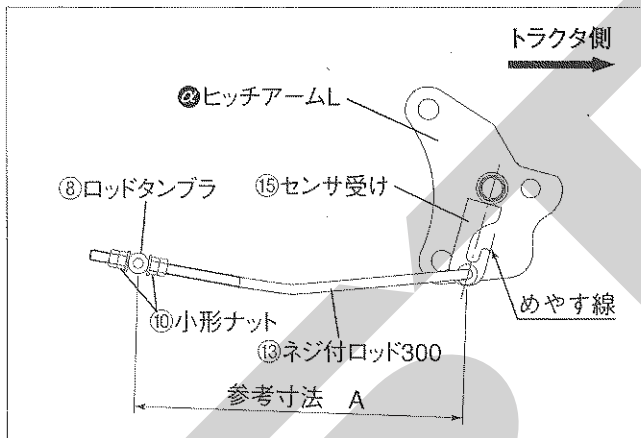 トラクタ側
αヒッチアームL
⑧ロッドタンブラ
⑮センサ受け
めやす線
⑩小形ナット
⑬ネジ付ロッド300
参考寸法 A